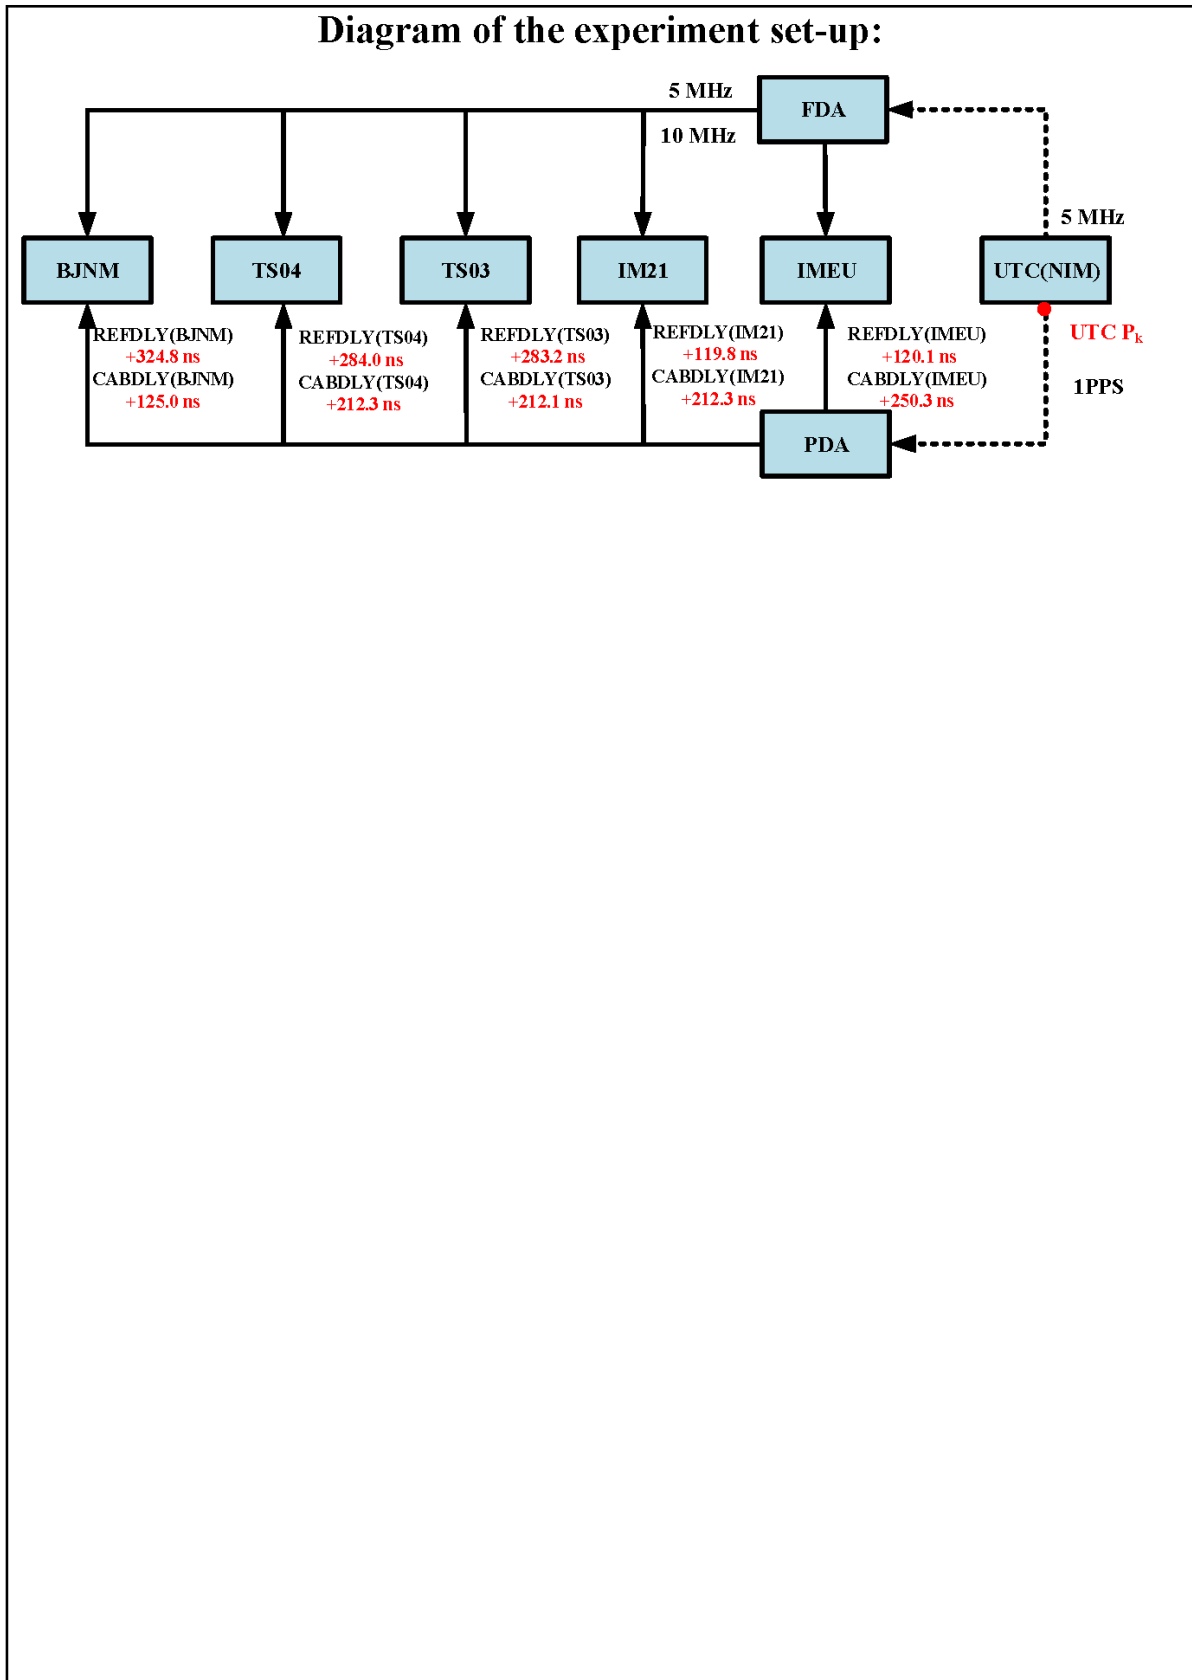 Diagram of the experiment set-up:
5 MHz
FDA
10 MHz
5 MHz
BJNM
TS04
TS03
IM21
IMEU
UTC(NIM)
REFDLY(BJNM)
+324.8 ns
CABDLY(BJNM)
+125.0 ns
REFDLY(TS04)
+284.0 ns
CABDLY(TS04)
+212.3 ns
REFDLY(TS03)
+283.2 ns
CABDLY(TS03)
+212.1 ns
REFDLY(IM21)
+119.8 ns
CABDLY(IM21)
+212.3 ns
REFDLY(IMEU)
+120.1 ns
CABDLY(IMEU)
+250.3 ns
UTC Pk
1PPS
PDA